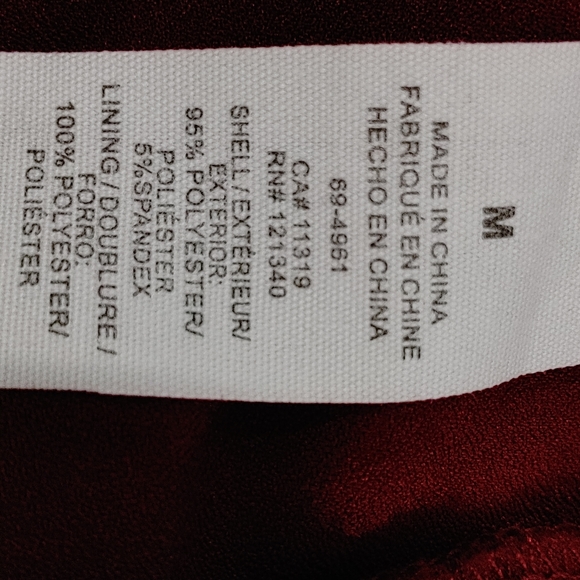 M
MADE IN CHINA
FABRIQUÉ EN CHINE
HECHO EN CHINA
69-4961
CA# 11319
RN# 121340
SHELL / EXTÉRIEUR/
EXTERIOR:
95% POLYESTER/
POLIÉSTER
5%SPANDEX
LINING / DOUBLURE /
FORRO:
100% POLYESTER/
POLIÉSTER